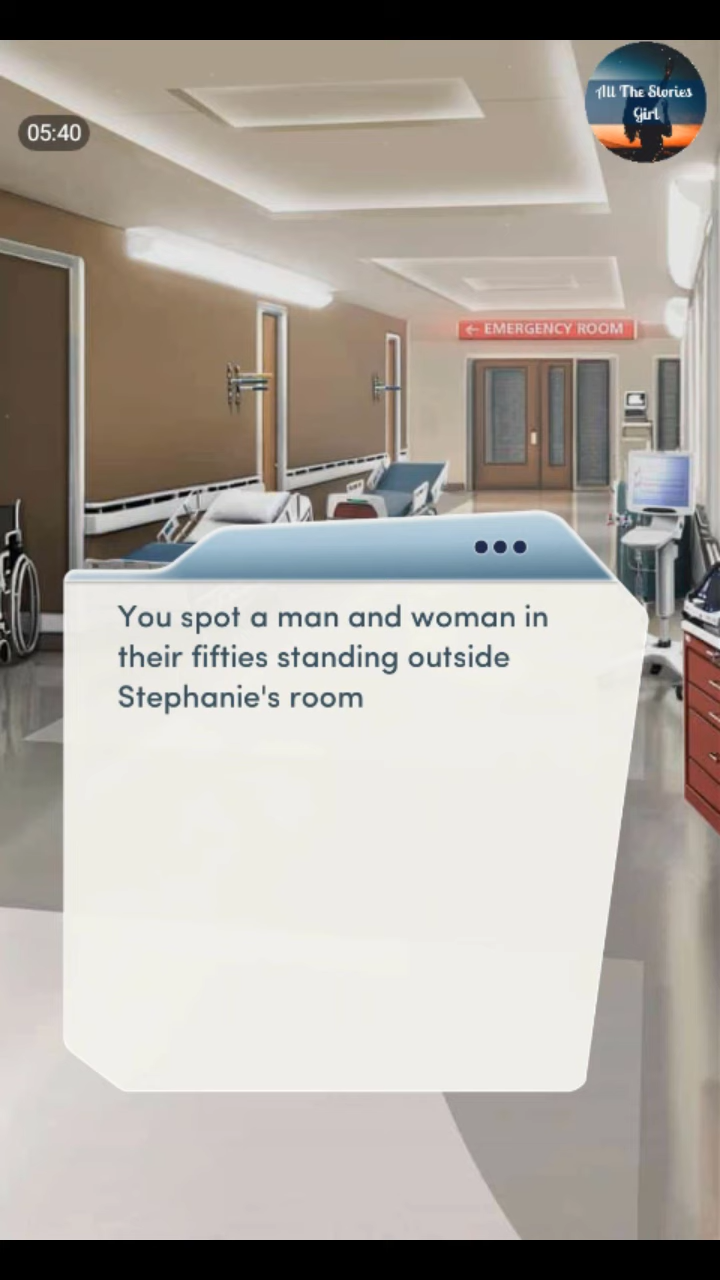 05:40
All The Stories
Girl
← EMERGENCY ROOM
You spot a man and woman in
their fifties standing outside
Stephanie's room